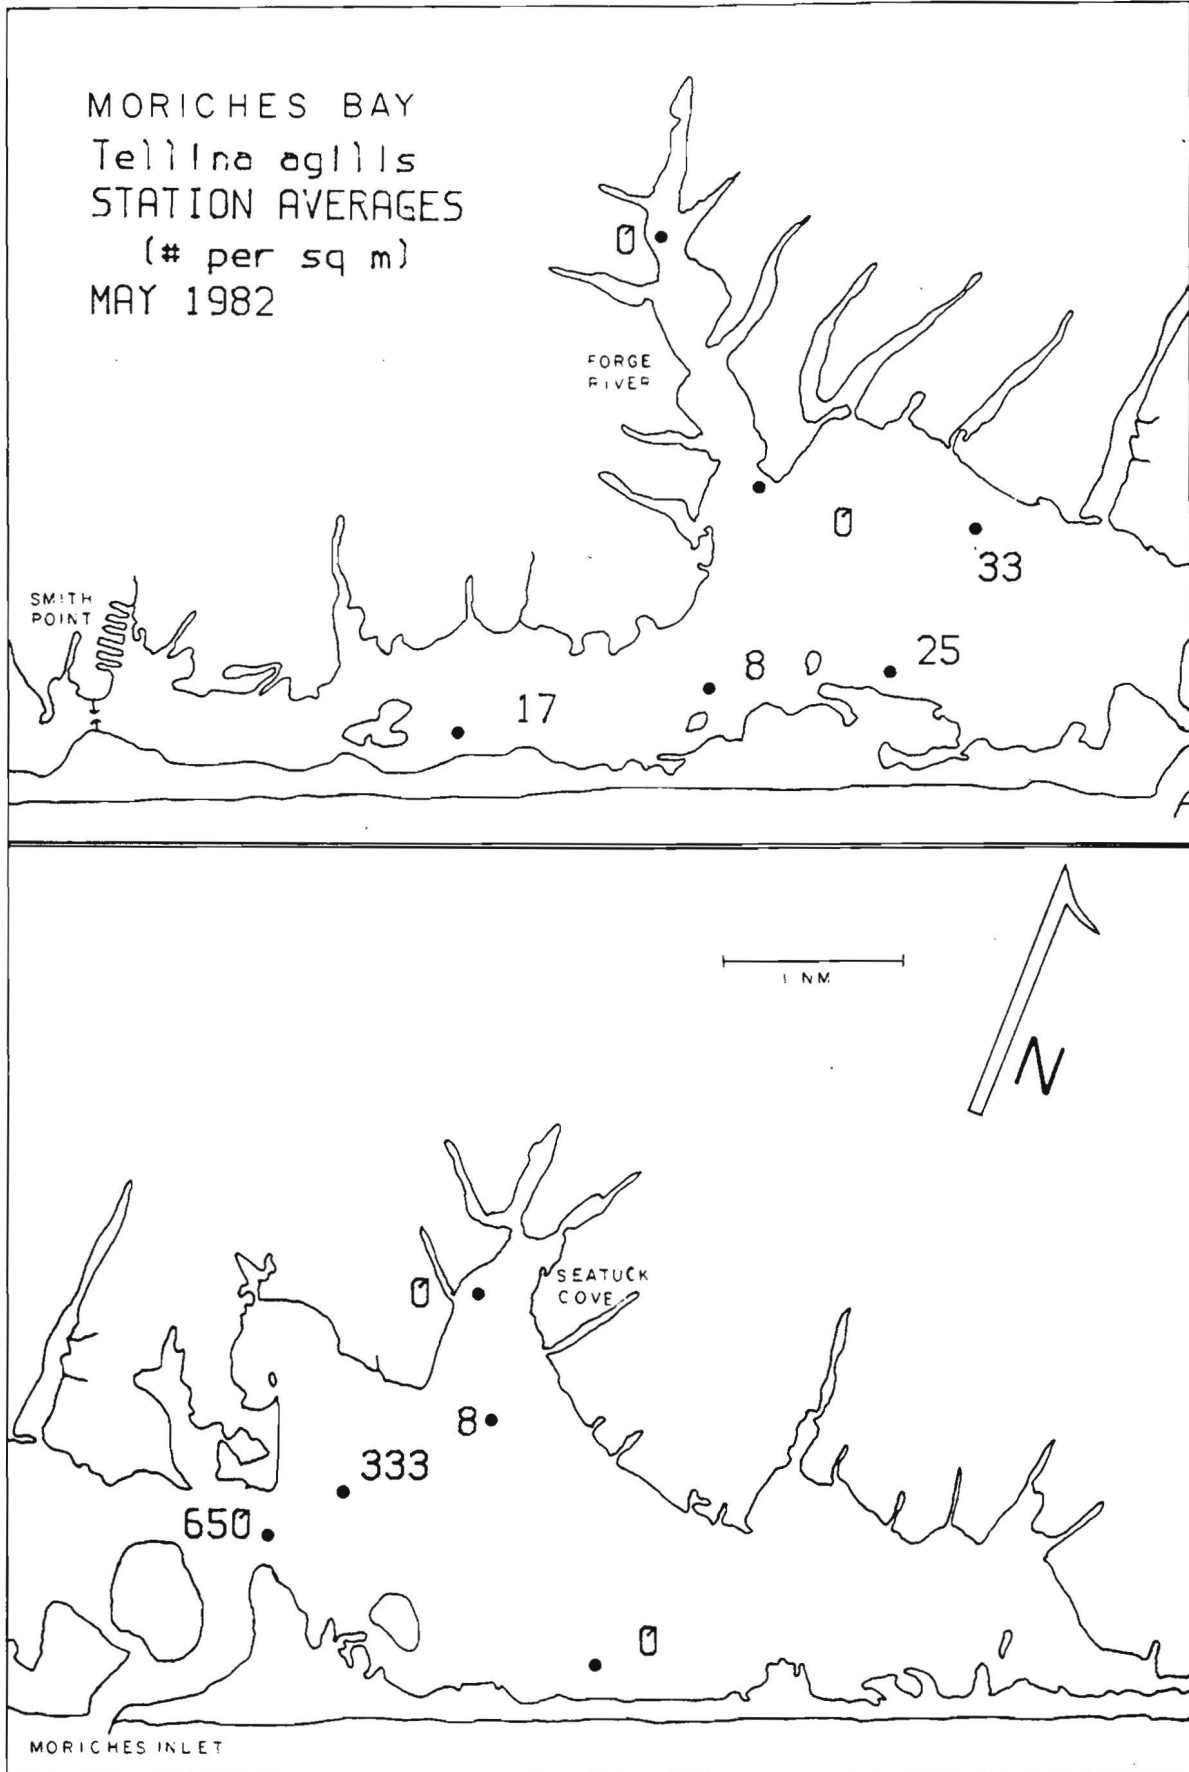 MORICHES BAY
Tellina agilis
STATION AVERAGES
(# per sq m)
MAY 1982
0
FORGE
RIVER
0
33
SMITH
POINT
8
25
17
1 NM
N
0
SEATUCK
COVE
8
333
650
0
MORICHES INLET